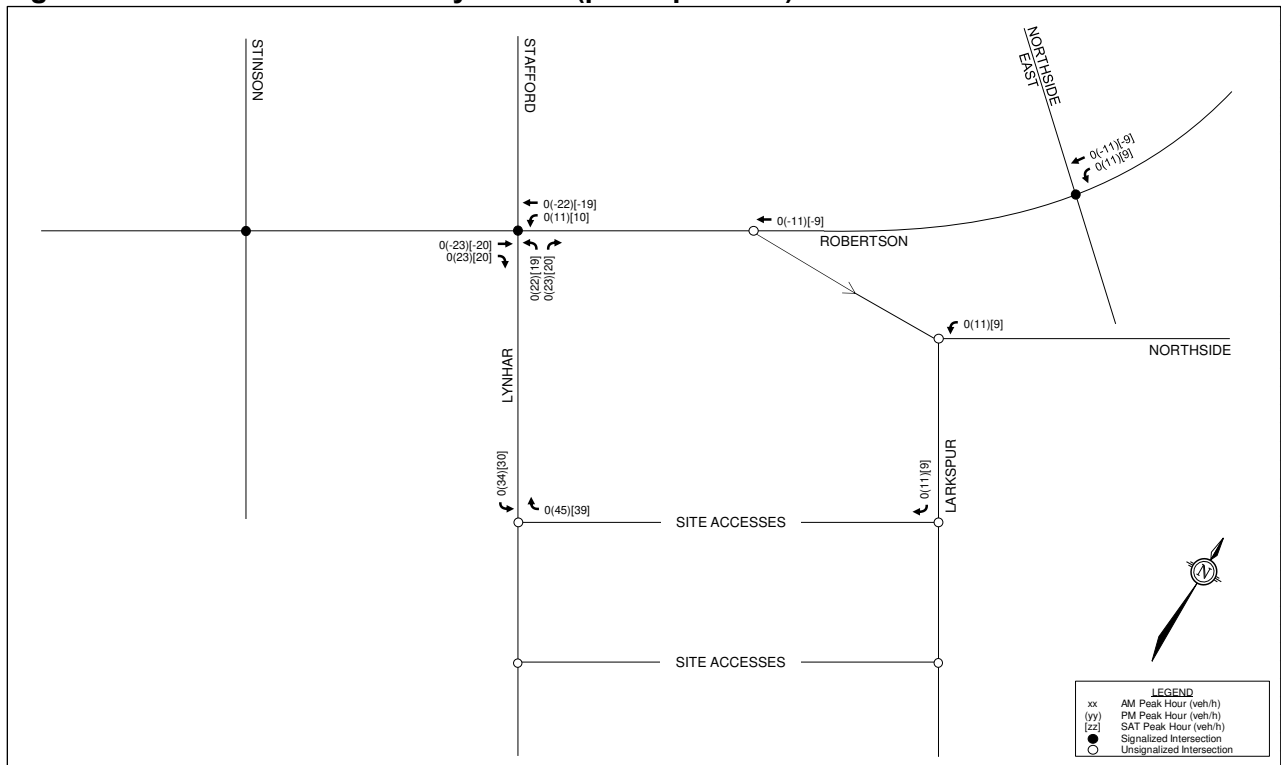 STINSON
STAFFORD
NORTHSIDE
EAST
0(-11)[-9]
0(11)[9]
0(-22)[-19]
0(11)[10]
0(-11)[-9]
ROBERTSON
0(-23)[-20]
0(23)[20]
0(22)[19]
0(23)[20]
0(11)[9]
NORTHSIDE
LYNHAR
LARKSPUR
0(34)[30]
0(45)[39]
0(11)[9]
SITE ACCESSES
SITE ACCESSES
N
LEGEND
xx AM Peak Hour (veh/h)
(yy) PM Peak Hour (veh/h)
[zz] SAT Peak Hour (veh/h)
Signalized Intersection
Unsignalized Intersection